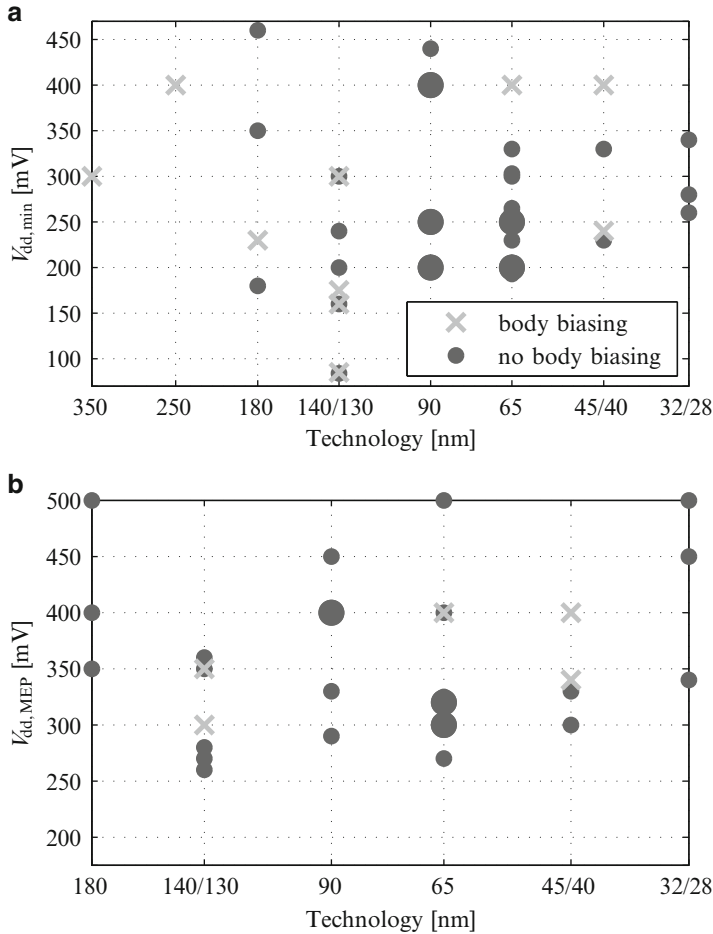 a
450
400
350
300
250
200
150
100
V_dd,min [mV]
body biasing
no body biasing
350 250 180 140/130 90 65 45/40 32/28
Technology [nm]
b
500
450
400
350
300
250
200
V_dd,MEP [mV]
180 140/130 90 65 45/40 32/28
Technology [nm]